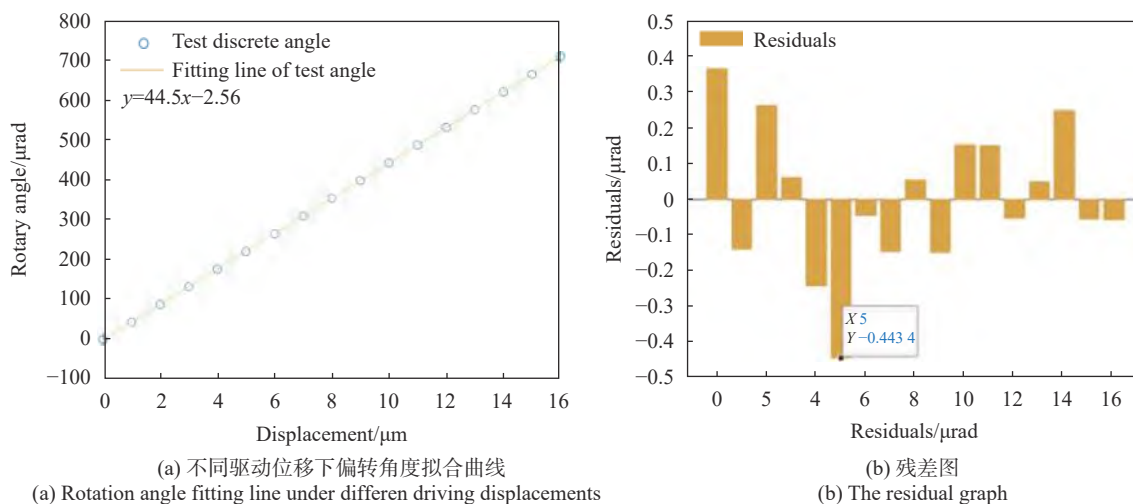 800
700
600
500
400
300
200
100
0
−100
Rotary angle/μrad
Test discrete angle
Fitting line of test angle
y=44.5x−2.56
0 2 4 6 8 10 12 14 16
Displacement/μm
(a) 不同驱动位移下偏转角度拟合曲线
(a) Rotation angle fitting line under differen driving displacements
0.5
0.4
0.3
0.2
0.1
0
−0.1
−0.2
−0.3
−0.4
−0.5
Residuals/μrad
Residuals
X 5
Y −0.443 4
0 5 4 6 8 10 12 14 16
Residuals/μrad
(b) 残差图
(b) The residual graph